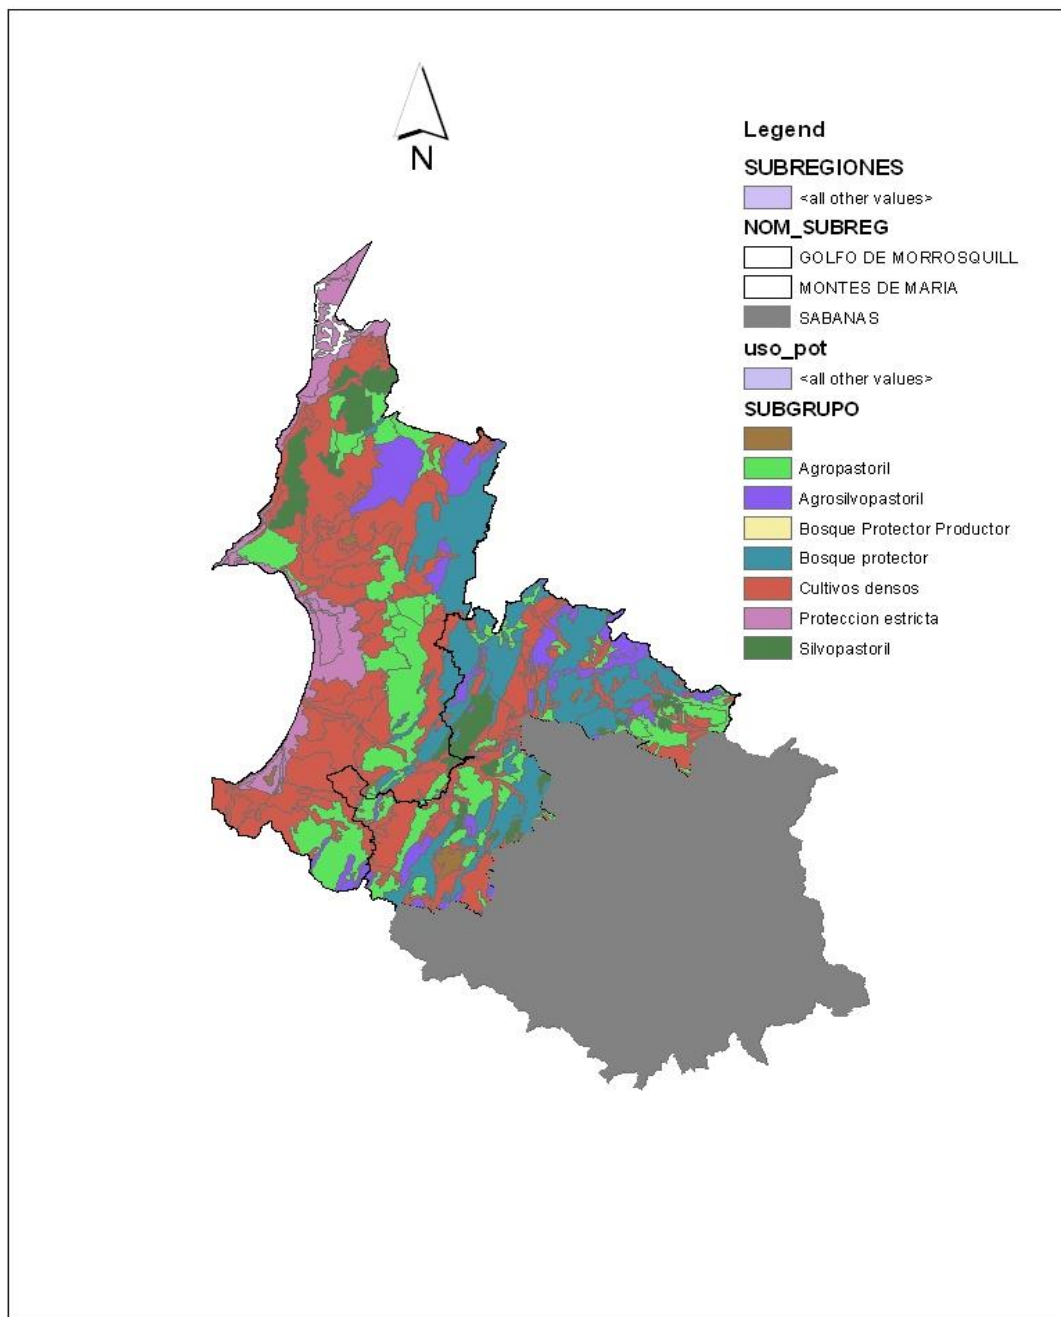 N
Legend
SUBREGIONES
<all other values>
NOM_SUBREG
GOLFO DE MORROSQUILL
MONTES DE MARIA
SABANAS
uso_pot
<all other values>
SUBGRUPO
Agropastoril
Agrosilvopastoril
Bosque Protector Productor
Bosque protector
Cultivos densos
Proteccion estricta
Silvopastoril